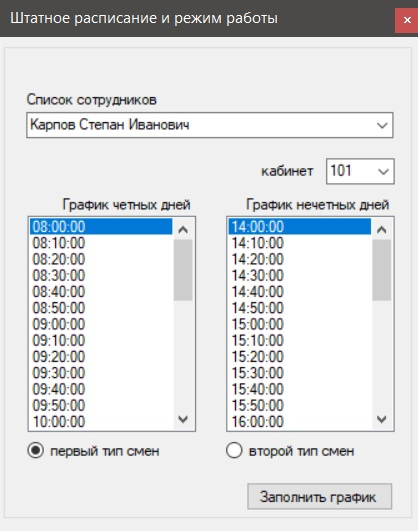 Штатное расписание и режим работы
Список сотрудников
Карпов Степан Иванович
кабинет 101
График четных дней
08:00:00
08:10:00
08:20:00
08:30:00
08:40:00
08:50:00
09:00:00
09:10:00
09:20:00
09:30:00
09:40:00
09:50:00
10:00:00
График нечетных дней
14:00:00
14:10:00
14:20:00
14:30:00
14:40:00
14:50:00
15:00:00
15:10:00
15:20:00
15:30:00
15:40:00
15:50:00
16:00:00
первый тип смен
второй тип смен
Заполнить график